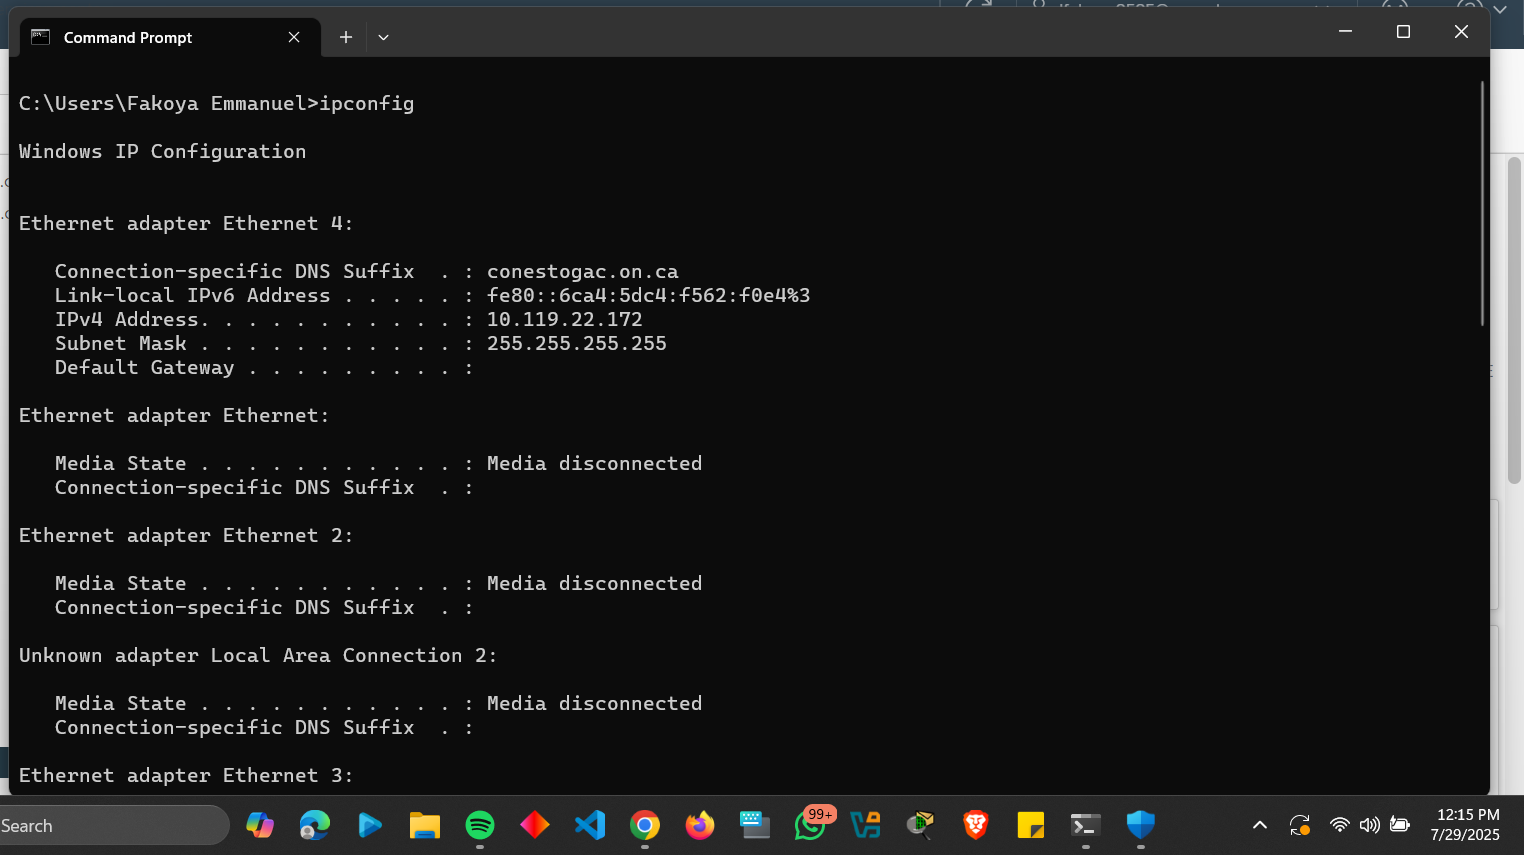 Command Prompt
C:\Users\Fakoya Emmanuel>ipconfig
Windows IP Configuration
Ethernet adapter Ethernet 4:
Connection-specific DNS Suffix  . : conestogac.on.ca
Link-local IPv6 Address . . . . . : fe80::6ca4:5dc4:f562:f0e4%3
IPv4 Address. . . . . . . . . . . : 10.119.22.172
Subnet Mask . . . . . . . . . . . : 255.255.255.255
Default Gateway . . . . . . . . . :
Ethernet adapter Ethernet:
Media State . . . . . . . . . . . : Media disconnected
Connection-specific DNS Suffix  . :
Ethernet adapter Ethernet 2:
Media State . . . . . . . . . . . : Media disconnected
Connection-specific DNS Suffix  . :
Unknown adapter Local Area Connection 2:
Media State . . . . . . . . . . . : Media disconnected
Connection-specific DNS Suffix  . :
Ethernet adapter Ethernet 3:
Search
99+
12:15 PM
7/29/2025